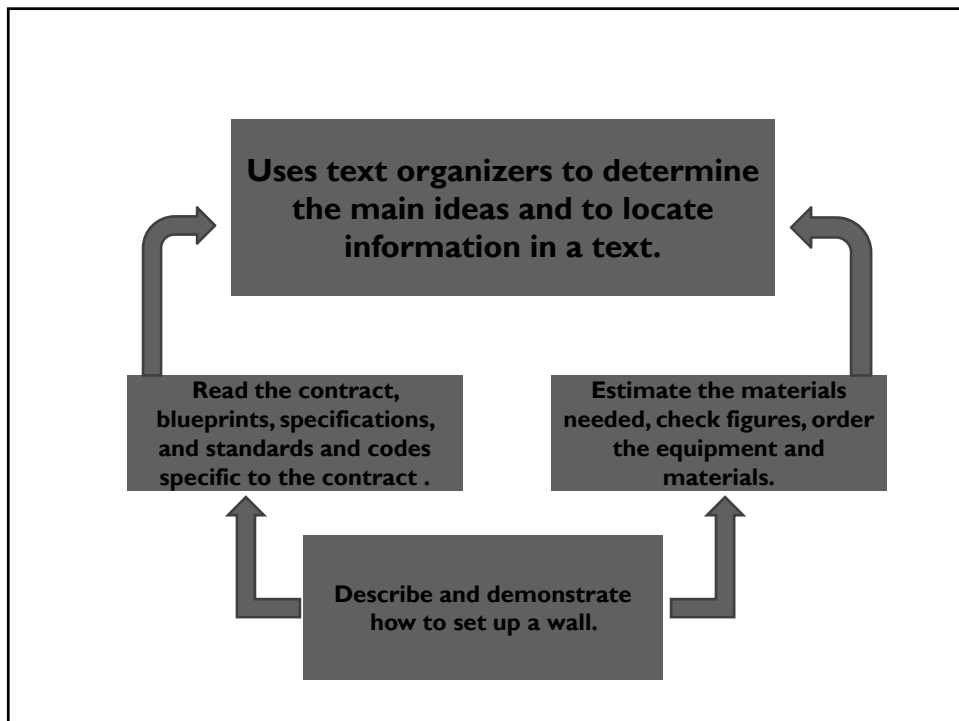 Uses text organizers to determine
the main ideas and to locate
information in a text.
Read the contract,
blueprints, specifications,
and standards and codes
specific to the contract .
Estimate the materials
needed, check figures, order
the equipment and
materials.
Describe and demonstrate
how to set up a wall.